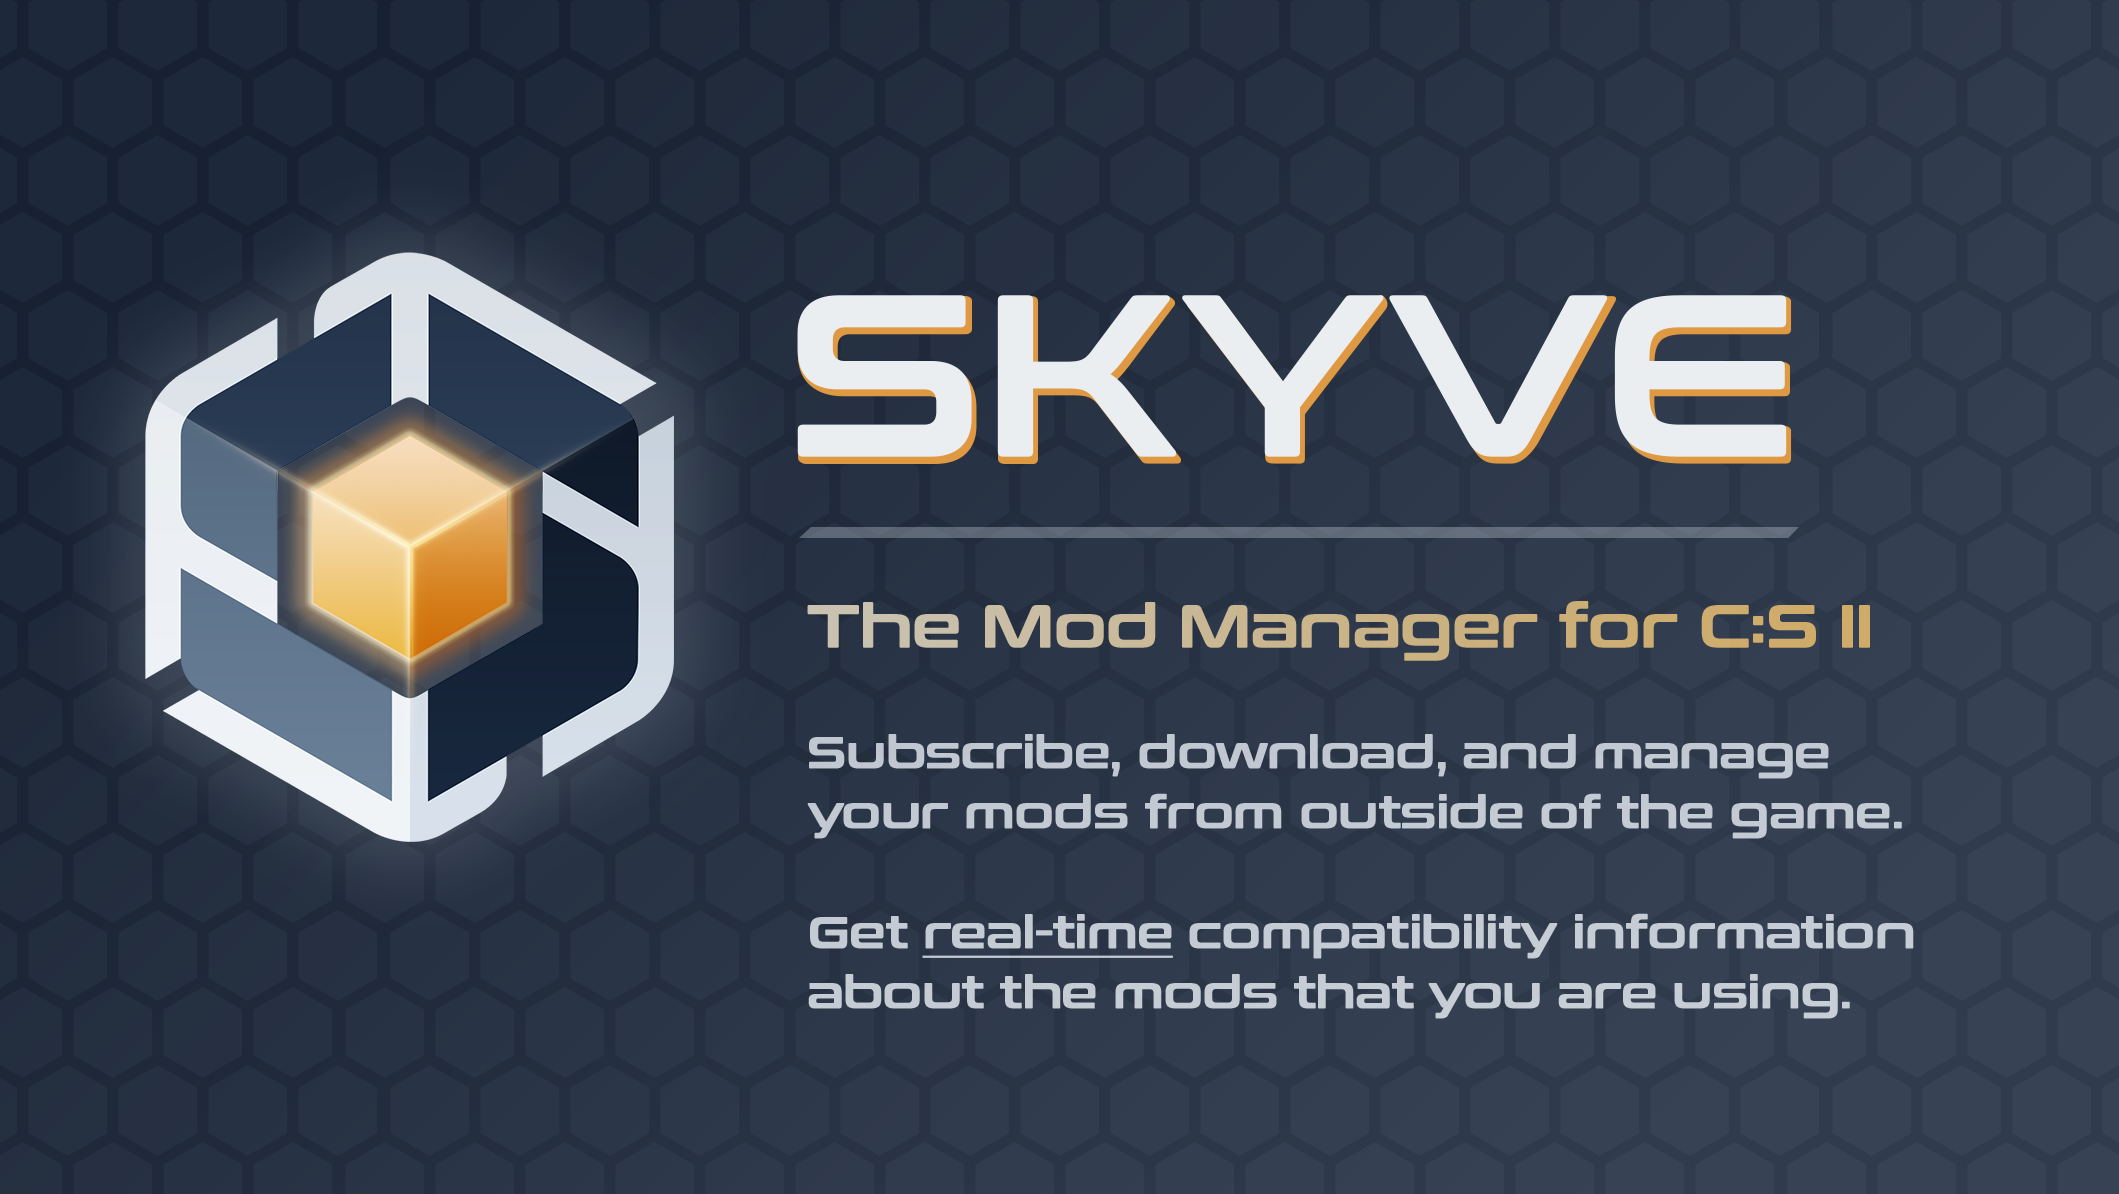 SKYVE
The Mod Manager for C:S II
Subscribe, download, and manage
your mods from outside of the game.
Get real-time compatibility information
about the mods that you are using.